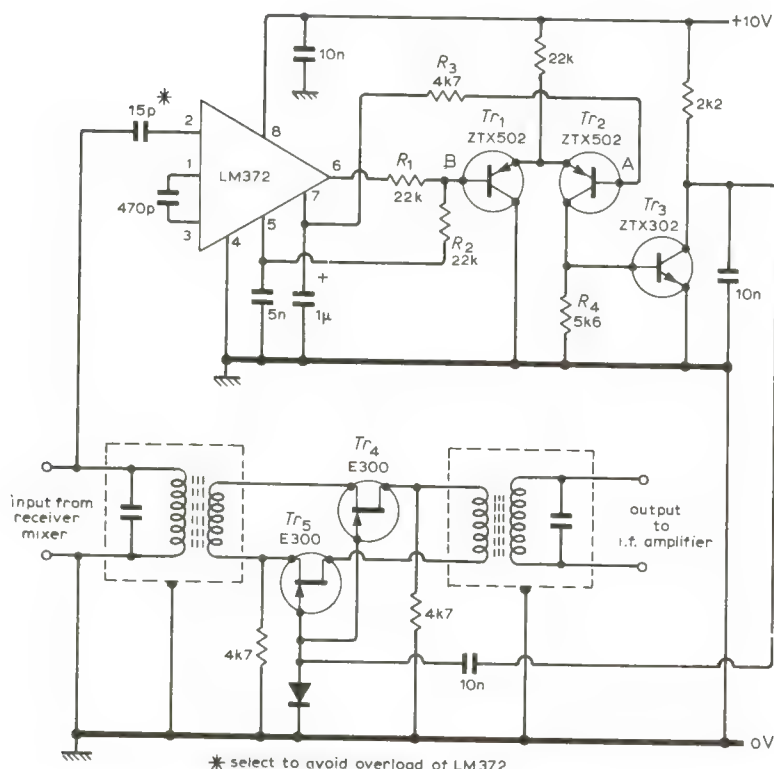 +10V
10n
22k
R3
4k7
2k2
15p *
2
8
Tr1
ZTX502
Tr2
ZTX502
1
LM372
6
R1
22k
B
A
470p
7
3
4
5
R2
22k
Tr3
ZTX302
+
5n
1μ
R4
5k6
10n
Tr4
E300
input from
receiver
mixer
Tr5
E300
output
to
i.f. amplifier
4k7
4k7
10n
0V
* select to avoid overload of LM372